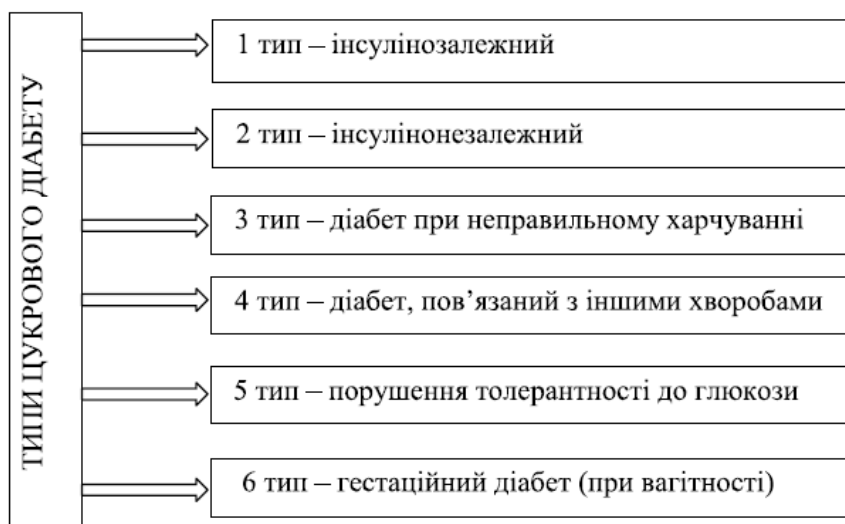 ТИПИ ЦУКРОВОГО ДІАБЕТУ
1 тип – інсулінозалежний
2 тип – інсулінонезалежний
3 тип – діабет при неправильному харчуванні
4 тип – діабет, пов’язаний з іншими хворобами
5 тип – порушення толерантності до глюкози
6 тип – гестаційний діабет (при вагітності)